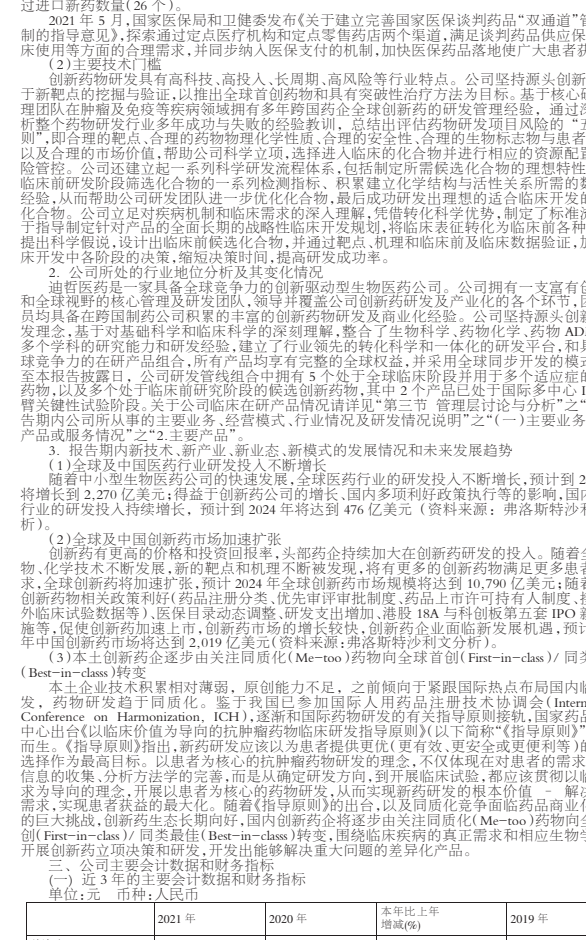 过进口新药数量(26 个)。
2021 年 5 月,国家医保局和卫健委发布《关于建立完善国家医保谈判药品“双通道”管
制的指导意见》,探索通过定点医疗机构和定点零售药店两个渠道,满足谈判药品供应保
床使用等方面的合理需求,并同步纳入医保支付的机制,加快医保药品落地使广大患者获
(2)主要技术门槛
创新药物研发具有高科技、高投入、长周期、高风险等行业特点。公司坚持源头创新
于新靶点的挖掘与验证,以推出全球首创药物和具有突破性治疗方法为目标。基于核心研
理团队在肿瘤及免疫等疾病领域拥有多年跨国药企全球创新药的研发管理经验，通过深
析整个药物研发行业多年成功与失败的经验教训，总结出评估药物研发项目风险的 “五
则”,即合理的靶点、合理的药物物理化学性质、合理的安全性、合理的生物标志物与患者
以及合理的市场价值,帮助公司科学立项,选择进入临床的化合物并进行相应的资源配置
险管控。公司还建立起一系列科学研发流程体系,包括制定所需候选化合物的理想特性
临床前研发阶段筛选化合物的一系列检测指标、积累建立化学结构与活性关系所需的数
经验,从而帮助公司研发团队进一步优化化合物,最后成功研发出理想的适合临床开发的
化合物。公司立足对疾病机制和临床需求的深入理解,凭借转化科学优势,制定了标准流
于指导制定针对产品的全面长期的战略性临床开发规划,将临床表征转化为临床前各种
提出科学假说,设计出临床前候选化合物,并通过靶点、机理和临床前及临床数据验证,加
床开发中各阶段的决策,缩短决策时间,提高研发成功率。
2. 公司所处的行业地位分析及其变化情况
迪哲医药是一家具备全球竞争力的创新驱动型生物医药公司。公司拥有一支富有创
和全球视野的核心管理及研发团队,领导并覆盖公司创新药研发及产业化的各个环节,团
员均具备在跨国制药公司积累的丰富的创新药物研发及商业化经验。公司坚持源头创新
发理念,基于对基础科学和临床科学的深刻理解,整合了生物科学、药物化学、药物 AD
多个学科的研究能力和研发经验,建立了行业领先的转化科学和一体化的研发平台,和具
球竞争力的在研产品组合,所有产品均享有完整的全球权益,并采用全球同步开发的模式
至本报告披露日，公司研发管线组合中拥有 5 个处于全球临床阶段并用于多个适应症的
药物,以及多个处于临床前研究阶段的候选创新药物,其中 2 个产品已处于国际多中心
臂关键性试验阶段。关于公司临床在研产品情况请详见“第三节 管理层讨论与分析”之“
告期内公司所从事的主要业务、经营模式、行业情况及研发情况说明”之“(一)主要业务
产品或服务情况”之“2.主要产品”。
3. 报告期内新技术、新产业、新业态、新模式的发展情况和未来发展趋势
(1)全球及中国医药行业研发投入不断增长
随着中小型生物医药公司的快速发展,全球医药行业的研发投入不断增长,预计到 2
将增长到 2,270 亿美元;得益于创新药公司的增长、国内多项利好政策执行等的影响,国内
行业的研发投入持续增长，预计到 2024 年将达到 476 亿美元 (资料来源：弗洛斯特沙利
析)。
(2)全球及中国创新药市场加速扩张
创新药有更高的价格和投资回报率,头部药企持续加大在创新药研发的投入。随着生
物、化学技术不断发展,新的靶点和机理不断被发现,将有更多的创新药物满足更多患者
求,全球创新药将加速扩张,预计 2024 年全球创新药市场规模将达到 10,790 亿美元;随着
创新药物相关政策利好(药品注册分类、优先审评审批制度、药品上市许可持有人制度、接
外临床试验数据等)、医保目录动态调整、研发支出增加、港股 18A 与科创板第五套 IPO 新
施等,促使创新药加速上市,创新药市场的增长较快,创新药企业面临新发展机遇,预计
年中国创新药市场将达到 2,019 亿美元(资料来源:弗洛斯特沙利文分析)。
(3)本土创新药企逐步由关注同质化(Me-too)药物向全球首创(First-in-class)/ 同类
(Best-in-classs)转变
本土企业技术积累相对薄弱，原创能力不足，之前倾向于紧跟国际热点布局国内临
发，药物研发趋于同质化。鉴于我国已参加国际人用药品注册技术协调会(Intern
Conference on Harmonization, ICH),逐渐和国际药物研发的有关指导原则接轨,国家药品
中心出台《以临床价值为导向的抗肿瘤药物临床研发指导原则》(以下简称“《指导原则》”
而生。《指导原则》指出,新药研发应该以为患者提供更优(更有效、更安全或更便利等)的
选择作为最高目标。以患者为核心的抗肿瘤药物研发的理念,不仅体现在对患者的需求
信息的收集、分析方法学的完善,而是从确定研发方向,到开展临床试验,都应该贯彻以临
求为导向的理念,开展以患者为核心的药物研发,从而实现新药研发的根本价值 – 解决
需求,实现患者获益的最大化。随着《指导原则》的出台,以及同质化竞争面临药品商业化
的巨大挑战,创新药生态长期向好,国内创新药企将逐步由关注同质化(Me-too)药物向全
创(First-in-class)/ 同类最佳(Best-in-classs)转变,围绕临床疾病的真正需求和相应生物学
开展创新药立项决策和研发,开发出能够解决重大问题的差异化产品。
三、公司主要会计数据和财务指标
(一) 近 3 年的主要会计数据和财务指标
单位:元 币种:人民币
2021 年 2020 年 本年比上年增减(%) 2019 年